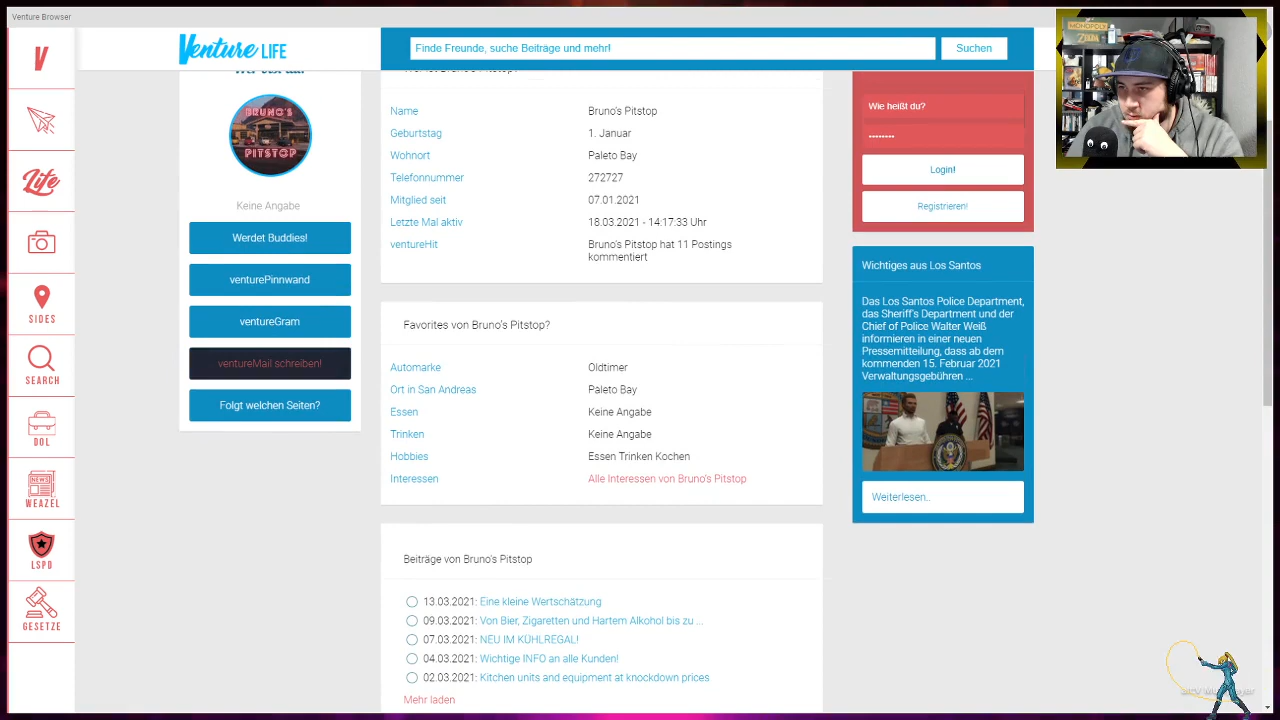 Venture Browser
Venture LIFE
Finde Freunde, suche Beiträge und mehr!
Suchen
MONOPOLY
ZELDA
BRUNO'S
PITSTOP
Keine Angabe
Werdet Buddies!
venturePinnwand
ventureGram
ventureMail schreiben!
Folgt welchen Seiten?
Life
SIDES
SEARCH
DOL
NEWS
WEAZEL
LSPD
GESETZE
Name Bruno's Pitstop
Geburtstag 1. Januar
Wohnort Paleto Bay
Telefonnummer 272727
Mitglied seit 07.01.2021
Letzte Mal aktiv 18.03.2021 - 14:17:33 Uhr
ventureHit Bruno's Pitstop hat 11 Postings
kommentiert
Favorites von Bruno's Pitstop?
Automarke Oldtimer
Ort in San Andreas Paleto Bay
Essen Keine Angabe
Trinken Keine Angabe
Hobbies Essen Trinken Kochen
Interessen Alle Interessen von Bruno's Pitstop
Beiträge von Bruno's Pitstop
13.03.2021: Eine kleine Wertschätzung
09.03.2021: Von Bier, Zigaretten und Hartem Alkohol bis zu ...
07.03.2021: NEU IM KÜHLREGAL!
04.03.2021: Wichtige INFO an alle Kunden!
02.03.2021: Kitchen units and equipment at knockdown prices
Mehr laden
Wie heißt du?
········
Login!
Registrieren!
Wichtiges aus Los Santos
Das Los Santos Police Department,
das Sheriff's Department und der
Chief of Police Walter Weiß
informieren in einer neuen
Pressemitteilung, dass ab dem
kommenden 15. Februar 2021
Verwaltungsgebühren ...
Weiterlesen..